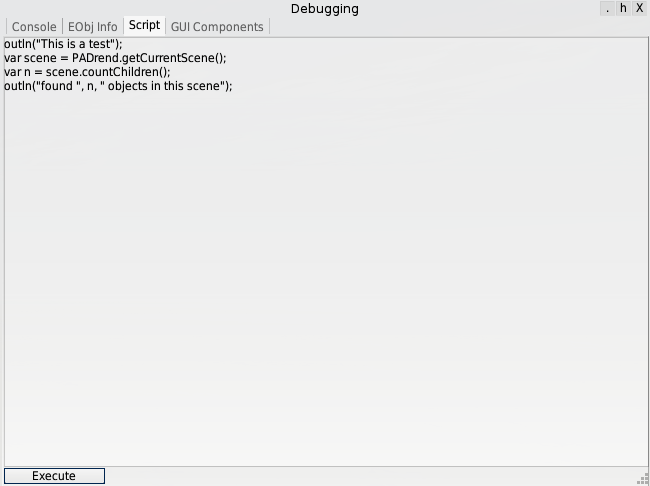 Debugging
. h X
Console EObj Info Script GUI Components
outln("This is a test");
var scene = PADrend.getCurrentScene();
var n = scene.countChildren();
outln("found ", n, " objects in this scene");
Execute